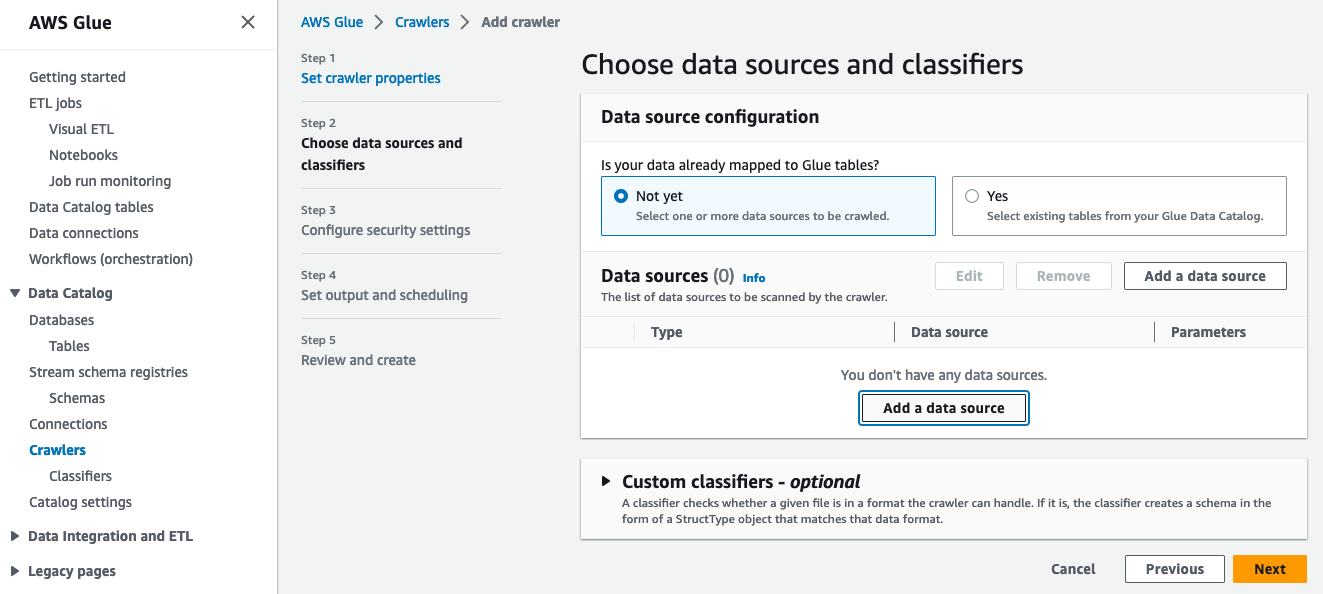 AWS Glue
Getting started
ETL jobs
Visual ETL
Notebooks
Job run monitoring
Data Catalog tables
Data connections
Workflows (orchestration)
Data Catalog
Databases
Tables
Stream schema registries
Schemas
Connections
Crawlers
Classifiers
Catalog settings
Data Integration and ETL
Legacy pages
AWS Glue > Crawlers > Add crawler
Step 1
Set crawler properties
Step 2
Choose data sources and
classifiers
Step 3
Configure security settings
Step 4
Set output and scheduling
Step 5
Review and create
Choose data sources and classifiers
Data source configuration
Is your data already mapped to Glue tables?
Not yet
Select one or more data sources to be crawled.
Yes
Select existing tables from your Glue Data Catalog.
Data sources (0) Info
The list of data sources to be scanned by the crawler.
Edit Remove Add a data source
Type Data source Parameters
You don't have any data sources.
Add a data source
Custom classifiers - optional
A classifier checks whether a given file is in a format the crawler can handle. If it is, the classifier creates a schema in the
form of a StructType object that matches that data format.
Cancel Previous Next